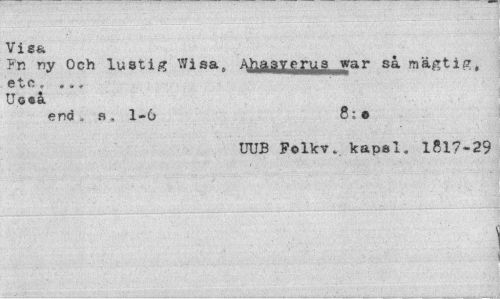 Visa
En ny Och lustig Wisa, Ahasverus war så mägtig,
etc. ...
Uooå
end. s. 1-6 8:o
UUB Folkv. kapsl. 1817-29